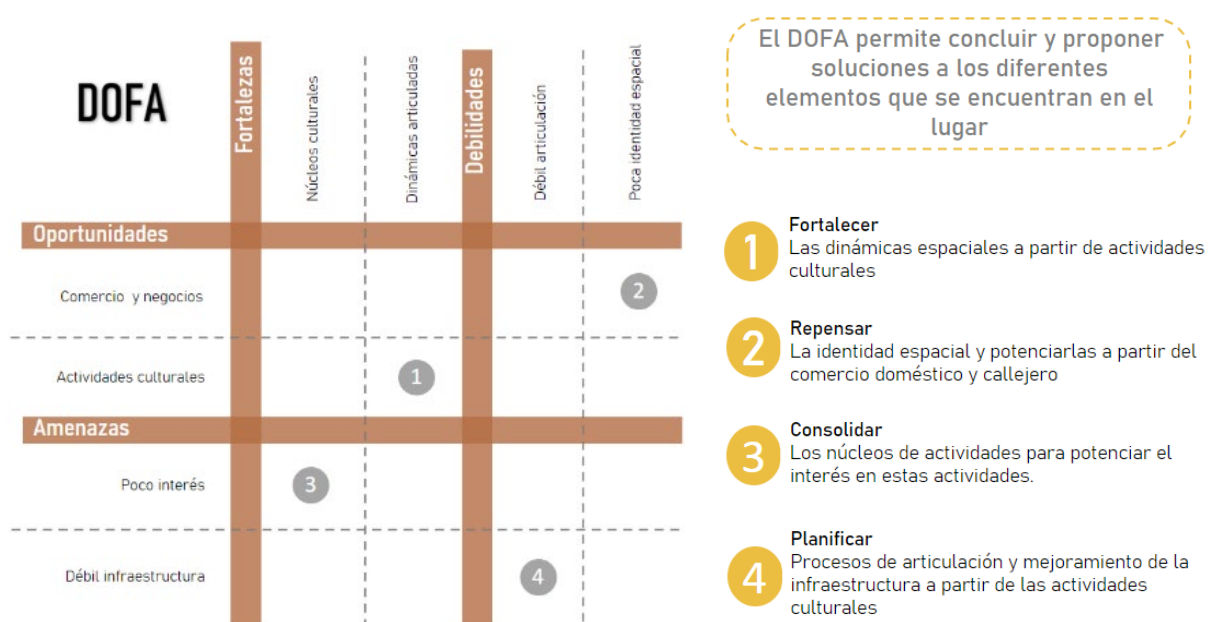 DOFA
Fortalezas
Núcleos culturales
Dinámicas articuladas
Debilidades
Débil articulación
Poca identidad espacial
Oportunidades
Comercio y negocios
2
Actividades culturales
1
Amenazas
Poco interés
3
Débil infraestructura
4
El DOFA permite concluir y proponer
soluciones a los diferentes
elementos que se encuentran en el
lugar
1
Fortalecer
Las dinámicas espaciales a partir de actividades
culturales
2
Repensar
La identidad espacial y potenciarlas a partir del
comercio doméstico y callejero
3
Consolidar
Los núcleos de actividades para potenciar el
interés en estas actividades.
4
Planificar
Procesos de articulación y mejoramiento de la
infraestructura a partir de las actividades
culturales